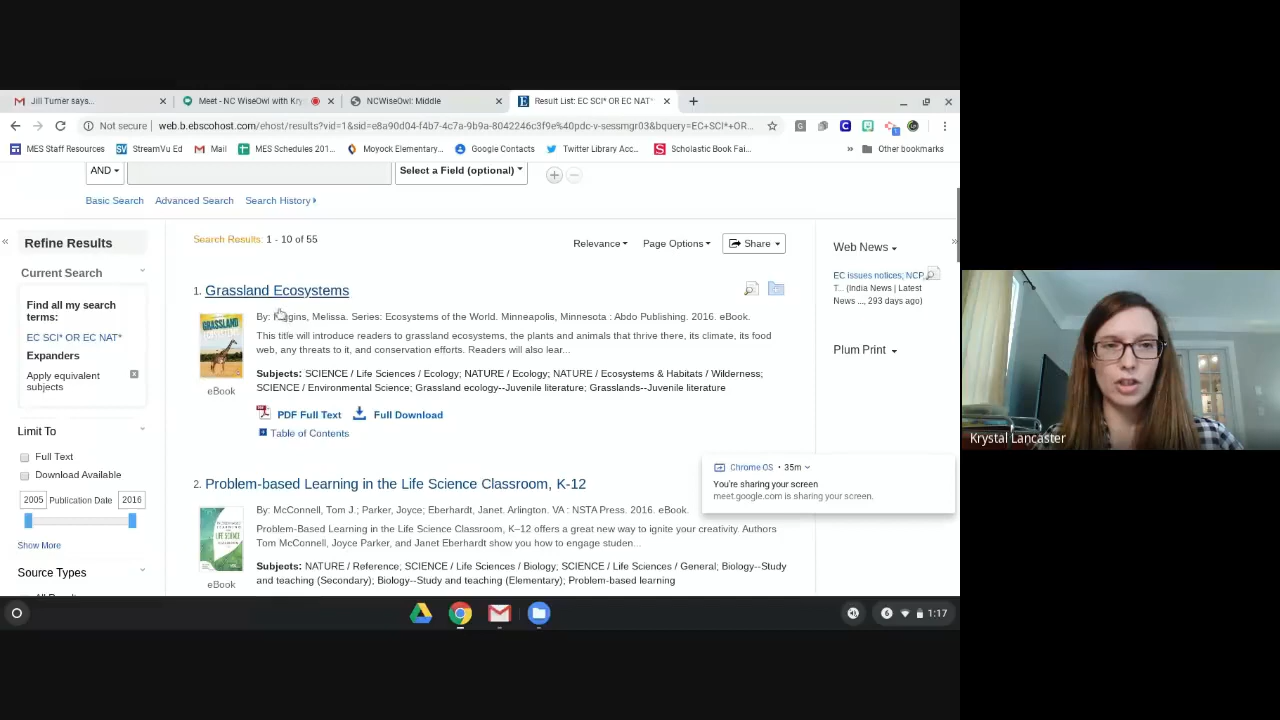 Jill Turner says...
Meet - NC WiseOwl with Kry
NCWiseOwl: Middle
Result List: EC SCI* OR EC NAT*
Not secure
web.b.ebscohost.com/ehost/results?vid=1&sid=e8a90d04-f4b7-4c7a-9b9a-8042246c3f9e%40pdc-v-sessmgr03&bquery=EC+SCI*+OR...
MES Staff Resources
StreamVu Ed
Mail
MES Schedules 201...
Moyock Elementary...
Google Contacts
Twitter Library Acc...
Scholastic Book Fai...
Other bookmarks
AND
Select a Field (optional)
Basic Search Advanced Search Search History
Refine Results
Current Search
Find all my search
terms:
EC SCI* OR EC NAT*
Expanders
Apply equivalent
subjects
Limit To
Full Text
Download Available
2005 Publication Date 2016
Show More
Source Types
Search Results: 1 - 10 of 55
Relevance Page Options Share
1. Grassland Ecosystems
By: Melissa. Series: Ecosystems of the World. Minneapolis, Minnesota : Abdo Publishing. 2016. eBook.
This title will introduce readers to grassland ecosystems, the plants and animals that thrive there, its climate, its food
web, any threats to it, and conservation efforts. Readers will also lear...
Subjects: SCIENCE / Life Sciences / Ecology; NATURE / Ecology; NATURE / Ecosystems & Habitats / Wilderness;
SCIENCE / Environmental Science; Grassland ecology--Juvenile literature; Grasslands--Juvenile literature
GRASSLAND
eBook
PDF Full Text Full Download
Table of Contents
2. Problem-based Learning in the Life Science Classroom, K-12
By: McConnell, Tom J.; Parker, Joyce; Eberhardt, Janet. Arlington. VA : NSTA Press. 2016. eBook.
Problem-Based Learning in the Life Science Classroom, K–12 offers a great new way to ignite your creativity. Authors
Tom McConnell, Joyce Parker, and Janet Eberhardt show you how to engage studen...
Subjects: NATURE / Reference; SCIENCE / Life Sciences / Biology; SCIENCE / Life Sciences / General; Biology--Study
and teaching (Secondary); Biology--Study and teaching (Elementary); Problem-based learning
eBook
Web News
EC issues notices; NCP,
T... (India News | Latest
News ..., 293 days ago)
Plum Print
Chrome OS • 35m
You're sharing your screen
meet.google.com is sharing your screen.
6
1:17
Krystal Lancaster